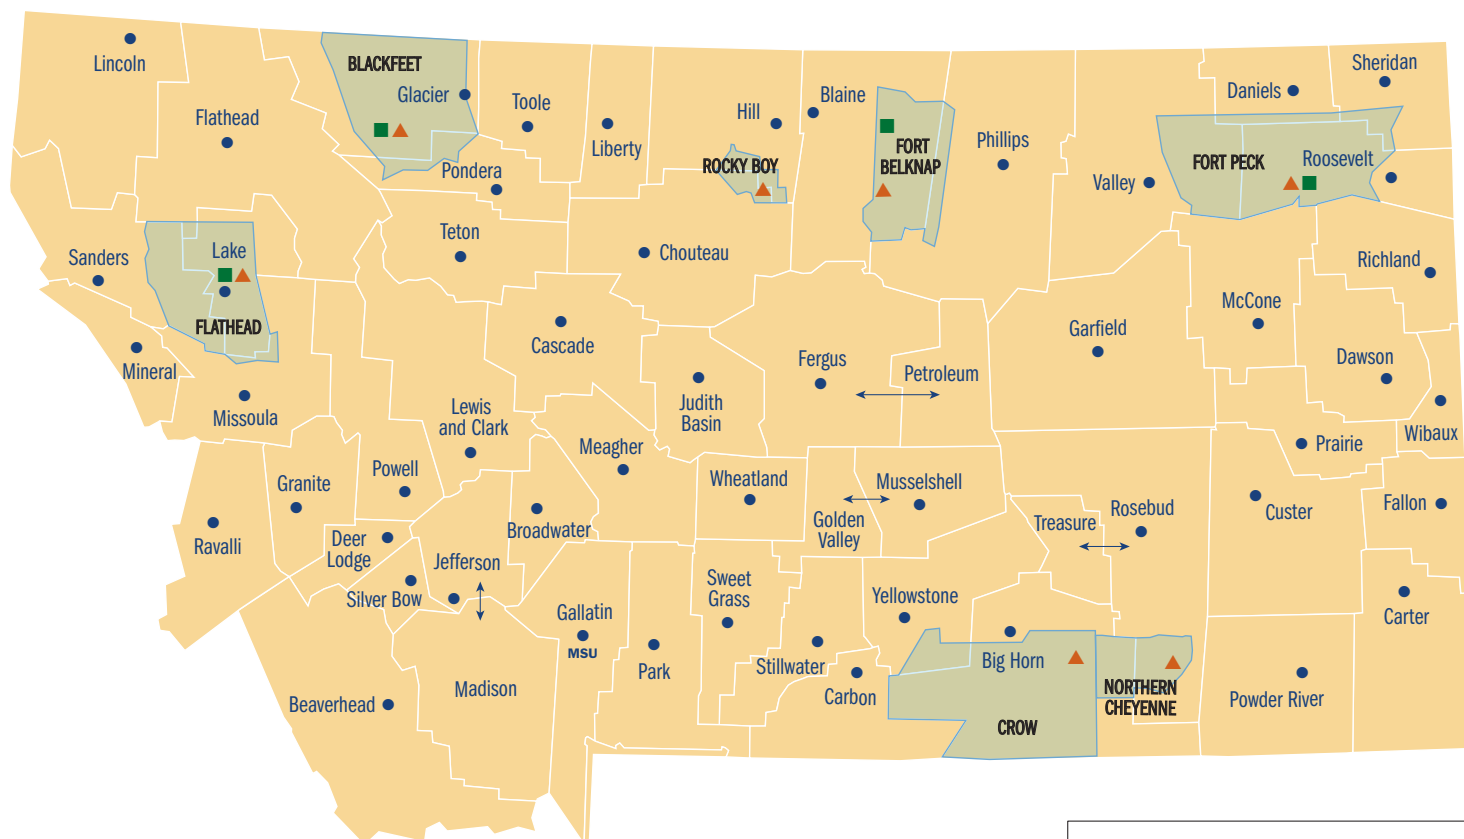 Lincoln
BLACKFEET
Glacier
Flathead
Toole
Liberty
Hill
Blaine
Phillips
Daniels
Sheridan
Pondera
ROCKY BOY
FORT
BELKNAP
FORT PECK
Roosevelt
Valley
Sanders
Lake
FLATHEAD
Teton
Chouteau
Richland
McCone
Mineral
Missoula
Cascade
Fergus
Petroleum
Garfield
Dawson
Judith
Basin
Lewis
and Clark
Meagher
Wibaux
Prairie
Granite
Powell
Wheatland
Musselshell
Golden
Valley
Treasure
Rosebud
Custer
Fallon
Ravalli
Deer
Lodge
Broadwater
Jefferson
Silver Bow
Gallatin
MSU
Sweet
Grass
Yellowstone
Carter
Beaverhead
Madison
Park
Stillwater
Carbon
Big Horn
CROW
NORTHERN
CHEYENNE
Powder River